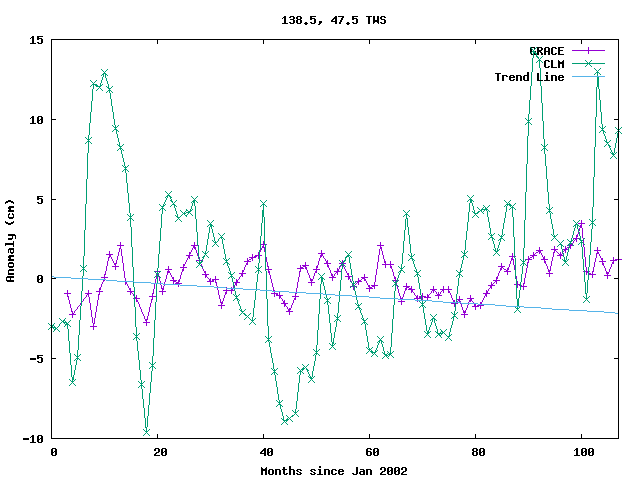 138.5, 47.5 TWS
GRACE
CLM
Trend Line
15
10
5
0
-5
-10
Anomaly (cm)
0 20 40 60 80 100
Months since Jan 2002